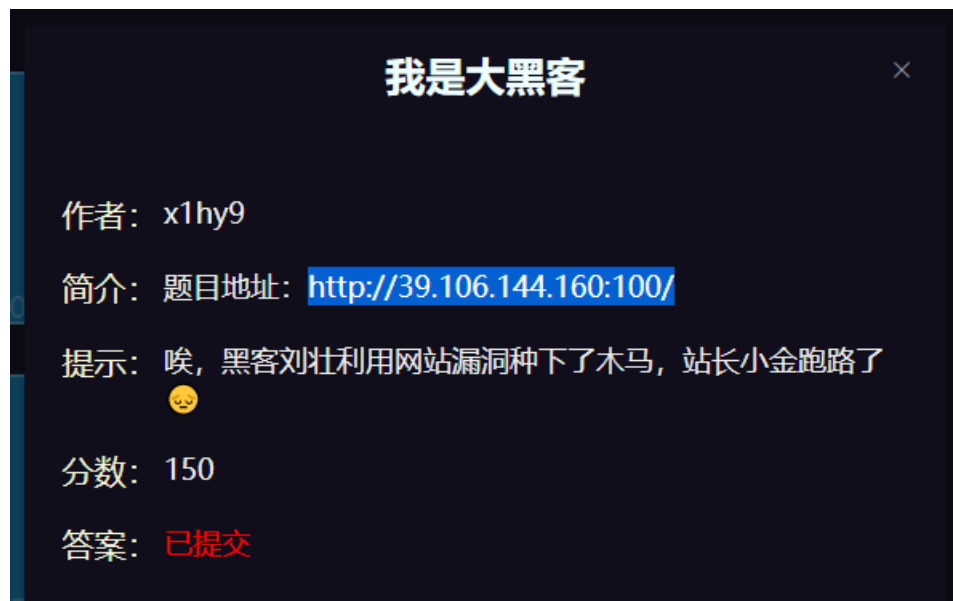 我是大黑客
×
作者： x1hy9
简介： 题目地址：http://39.106.144.160:100/
提示： 唉，黑客刘壮利用网站漏洞种下了木马，站长小金跑路了
😔
分数： 150
答案： 已提交